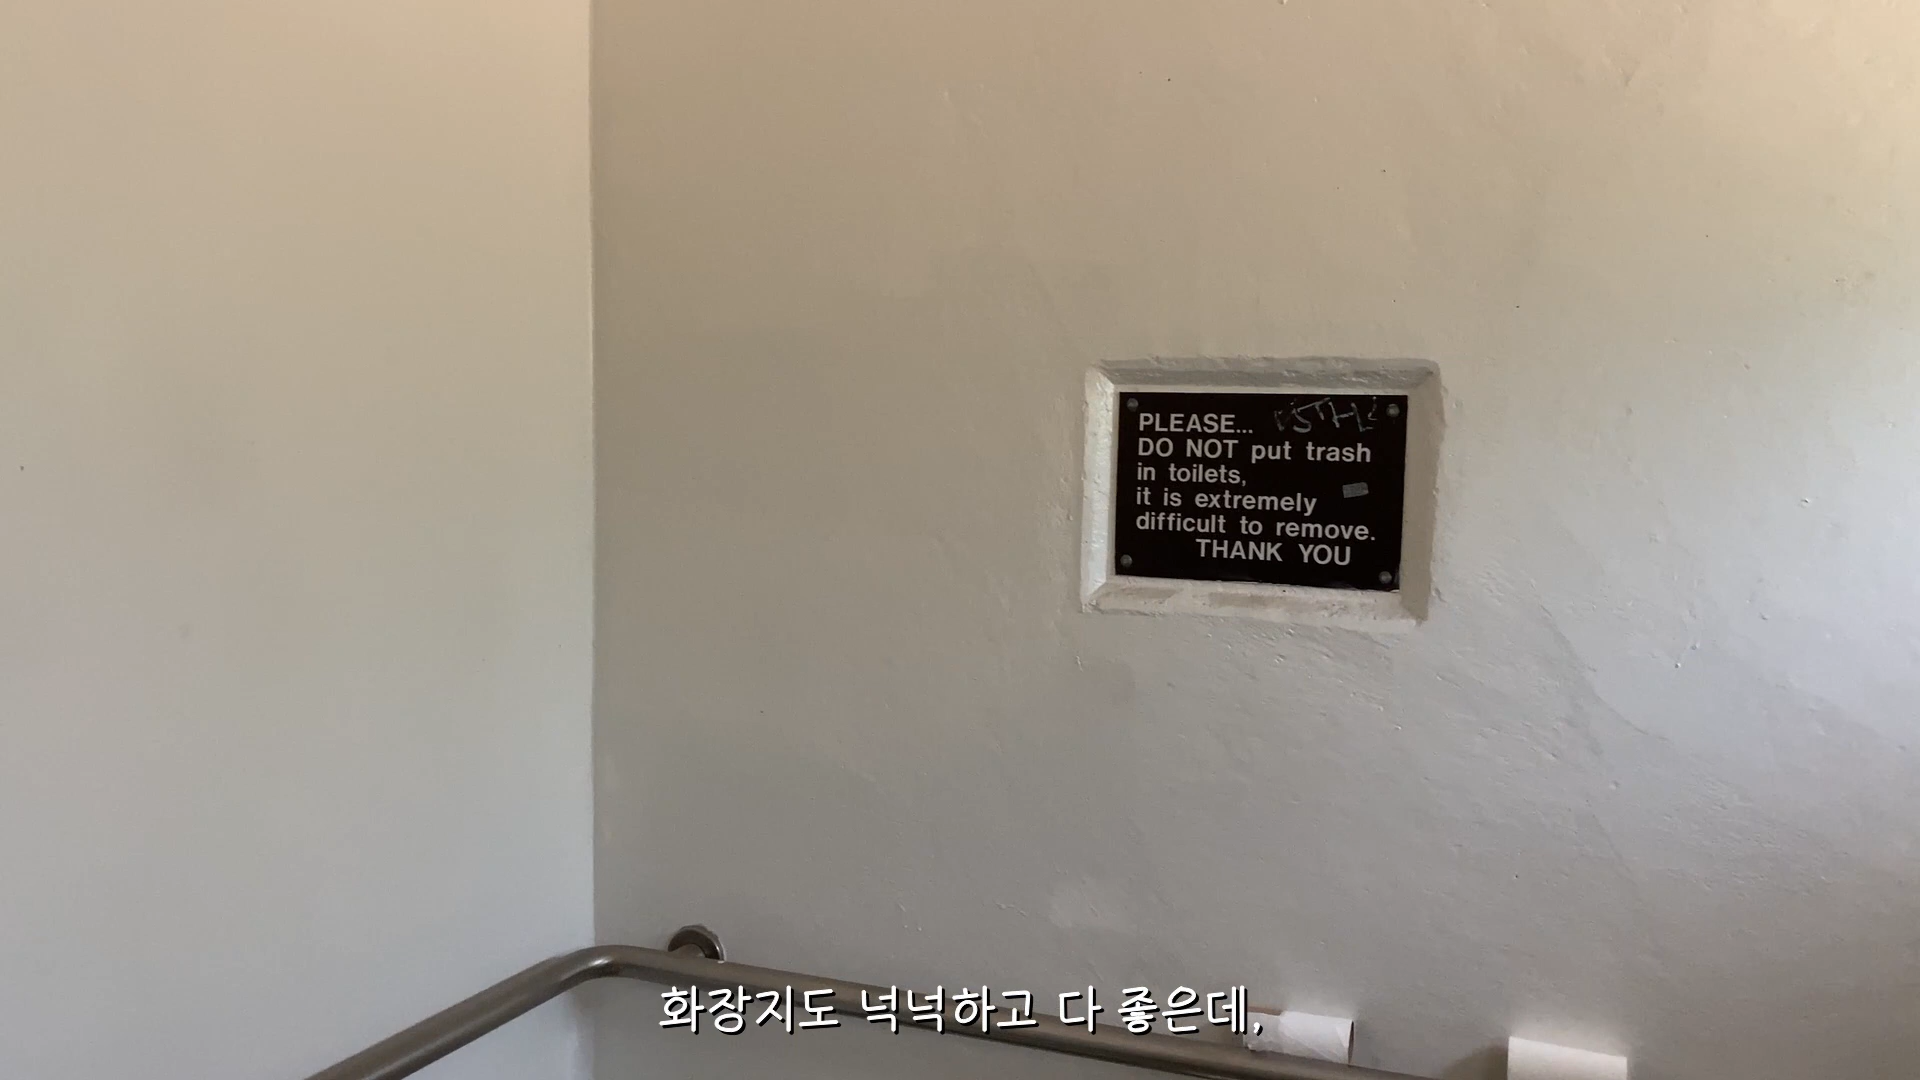 PLEASE...
DO NOT put trash
in toilets,
it is extremely
difficult to remove.
THANK YOU
화장지도 넉넉하고 다 좋은데,